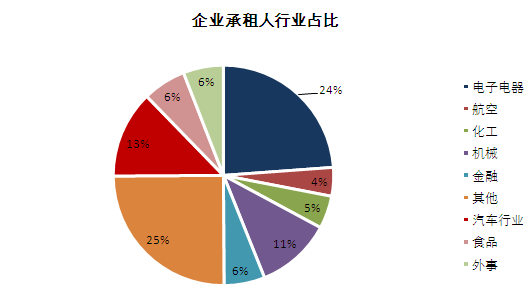 企业承租人行业占比
24%
4%
5%
11%
6%
25%
13%
6%
6%
电子电器
航空
化工
机械
金融
其他
汽车行业
食品
外事